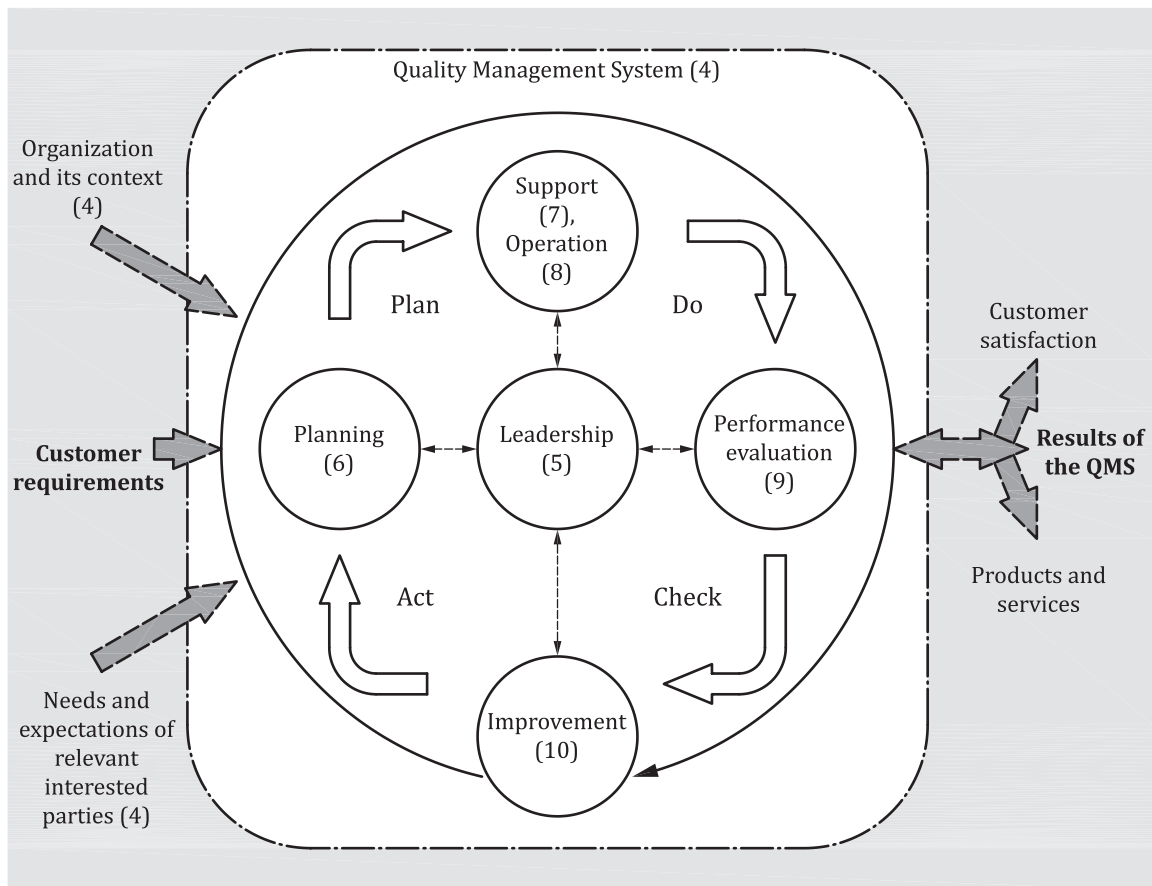 Quality Management System (4)
Organization
and its context
(4)
Support
(7),
Operation
(8)
Plan
Do
Customer
satisfaction
Planning
(6)
Leadership
(5)
Performance
evaluation
(9)
Customer
requirements
Results of
the QMS
Act
Check
Products and
services
Needs and
expectations of
relevant
interested
parties (4)
Improvement
(10)